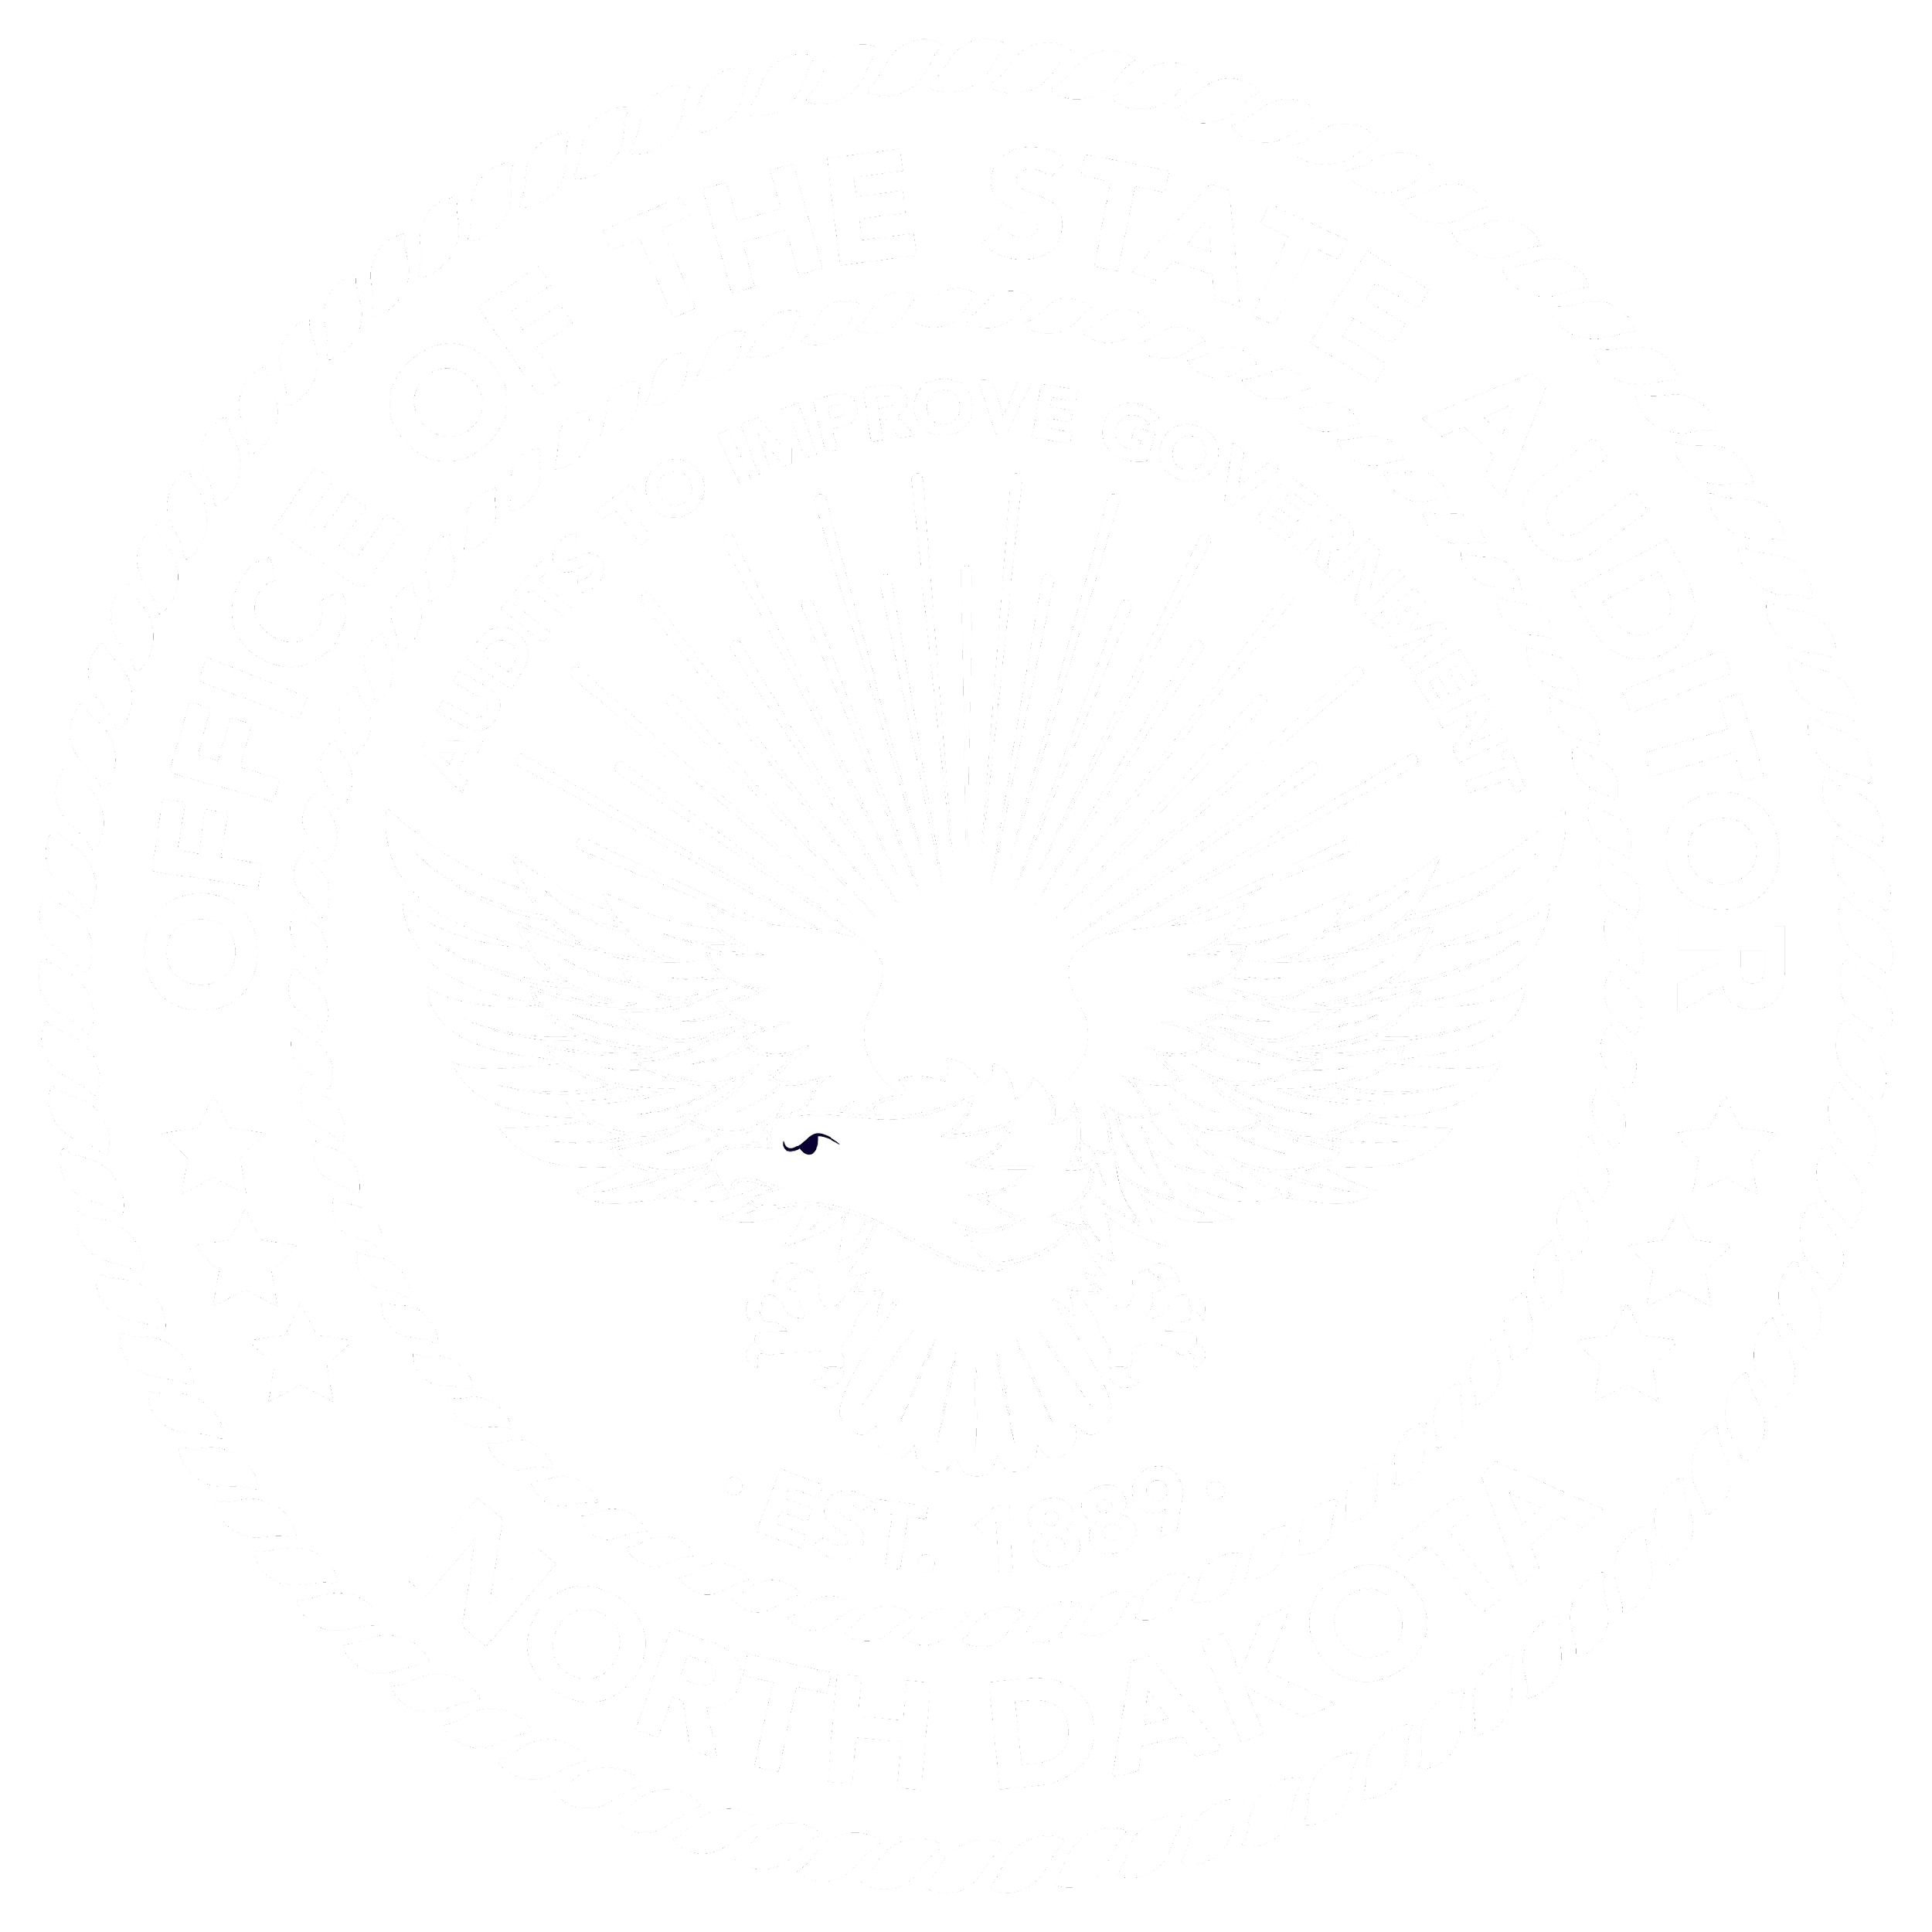 OFFICE OF THE STATE AUDITOR
AUDITS TO IMPROVE GOVERNMENT
· EST. 1889 ·
NORTH DAKOTA